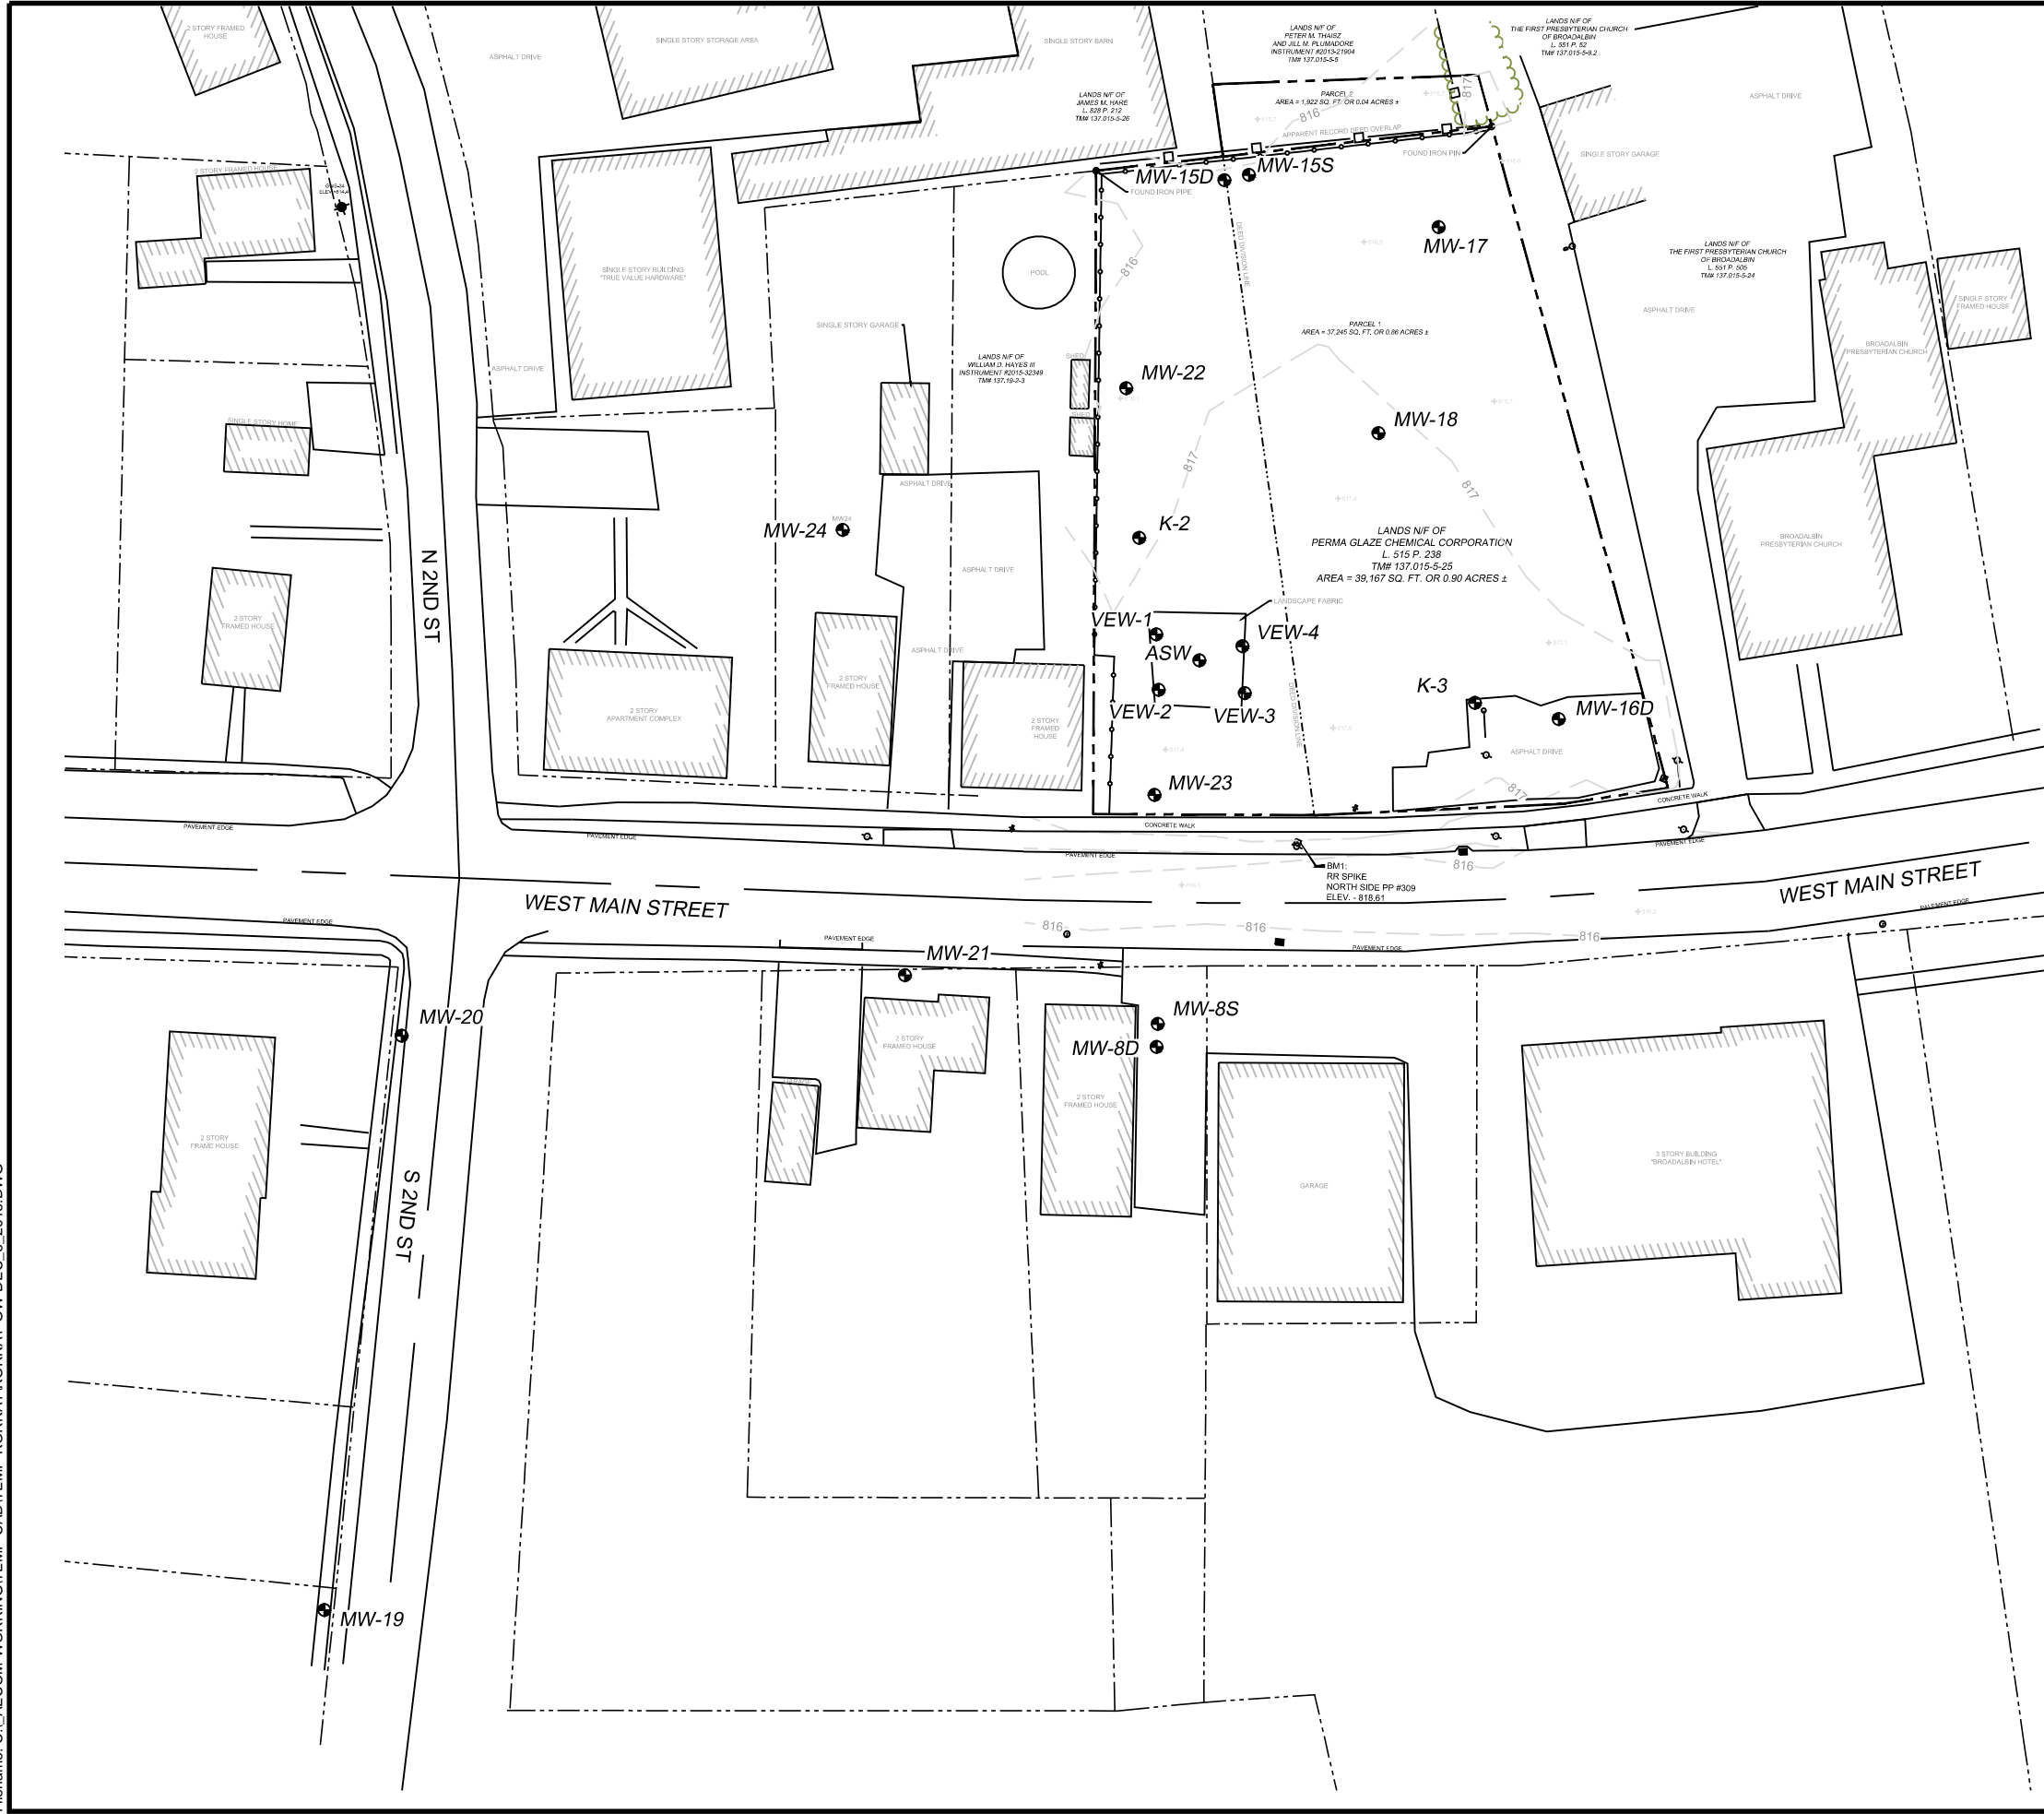 2 STORY FRAMED
HOUSE
ASPHALT DRIVE
SINGLE STORY STORAGE AREA
SINGLE STORY BARN
LANDS N/F OF
PETER M. THAISZ
AND JILL M. PLUMADORE
INSTRUMENT #2013-21904
TM# 137.015-5-5
LANDS N/F OF
THE FIRST PRESBYTERIAN CHURCH
OF BROADALBIN
L. 551 P. 52
TM# 137.015-5-9.2
LANDS N/F OF
JAMES M. HARE
L. 828 P. 212
TM# 137.015-5-26
PARCEL 2
AREA = 1,922 SQ. FT. OR 0.04 ACRES ±
817
816
APPARENT RECORD DEED OVERLAP
ASPHALT DRIVE
FOUND IRON PIN
SINGLE STORY GARAGE
2 STORY FRAMED HOUSE
MW-15D
MW-15S
FOUND IRON PIPE
MW-17
DEED DIVISION LINE
LANDS N/F OF
THE FIRST PRESBYTERIAN CHURCH
OF BROADALBIN
L. 551 P. 505
TM# 137.015-5-24
SINGLE STORY BUILDING
"TRUE VALUE HARDWARE"
POOL
816
SINGLE STORY
FRAMED HOUSE
ASPHALT DRIVE
SINGLE STORY GARAGE
PARCEL 1
AREA = 37,245 SQ. FT. OR 0.86 ACRES ±
BROADALBIN
PRESBYTERIAN CHURCH
ASPHALT DRIVE
LANDS N/F OF
WILLIAM D. HAYES III
INSTRUMENT #2015-32349
TM# 137.19-2-3
SHED
MW-22
SHED
MW-18
SINGLE STORY HOME
817
817
ASPHALT DRIVE
MW24
MW-24
K-2
LANDS N/F OF
PERMA GLAZE CHEMICAL CORPORATION
L. 515 P. 238
TM# 137.015-5-25
AREA = 39,167 SQ. FT. OR 0.90 ACRES ±
BROADALBIN
PRESBYTERIAN CHURCH
N 2ND ST
ASPHALT DRIVE
LANDSCAPE FABRIC
2 STORY
FRAMED HOUSE
VEW-1
VEW-4
ASW
ASPHALT DRIVE
2 STORY
FRAMED HOUSE
K-3
MW-16D
VEW-2
VEW-3
DEED DIVISION LINE
2 STORY
APARTMENT COMPLEX
2 STORY
FRAMED
HOUSE
ASPHALT DRIVE
MW-23
817
CONCRETE WALK
CONCRETE WALK
PAVEMENT EDGE
PAVEMENT EDGE
PAVEMENT EDGE
PAVEMENT EDGE
816
BM1:
RR SPIKE
NORTH SIDE PP #309
ELEV. - 818.61
WEST MAIN STREET
WEST MAIN STREET
PAVEMENT EDGE
PAVEMENT EDGE
816
816
816
PAVEMENT EDGE
PAVEMENT EDGE
MW-21
MW-20
MW-8S
MW-8D
2 STORY
FRAMED HOUSE
2 STORY
FRAMED HOUSE
2 STORY
FRAME HOUSE
3 STORY BUILDING
"BROADALBIN HOTEL"
GARAGE
S 2ND ST
MW-19